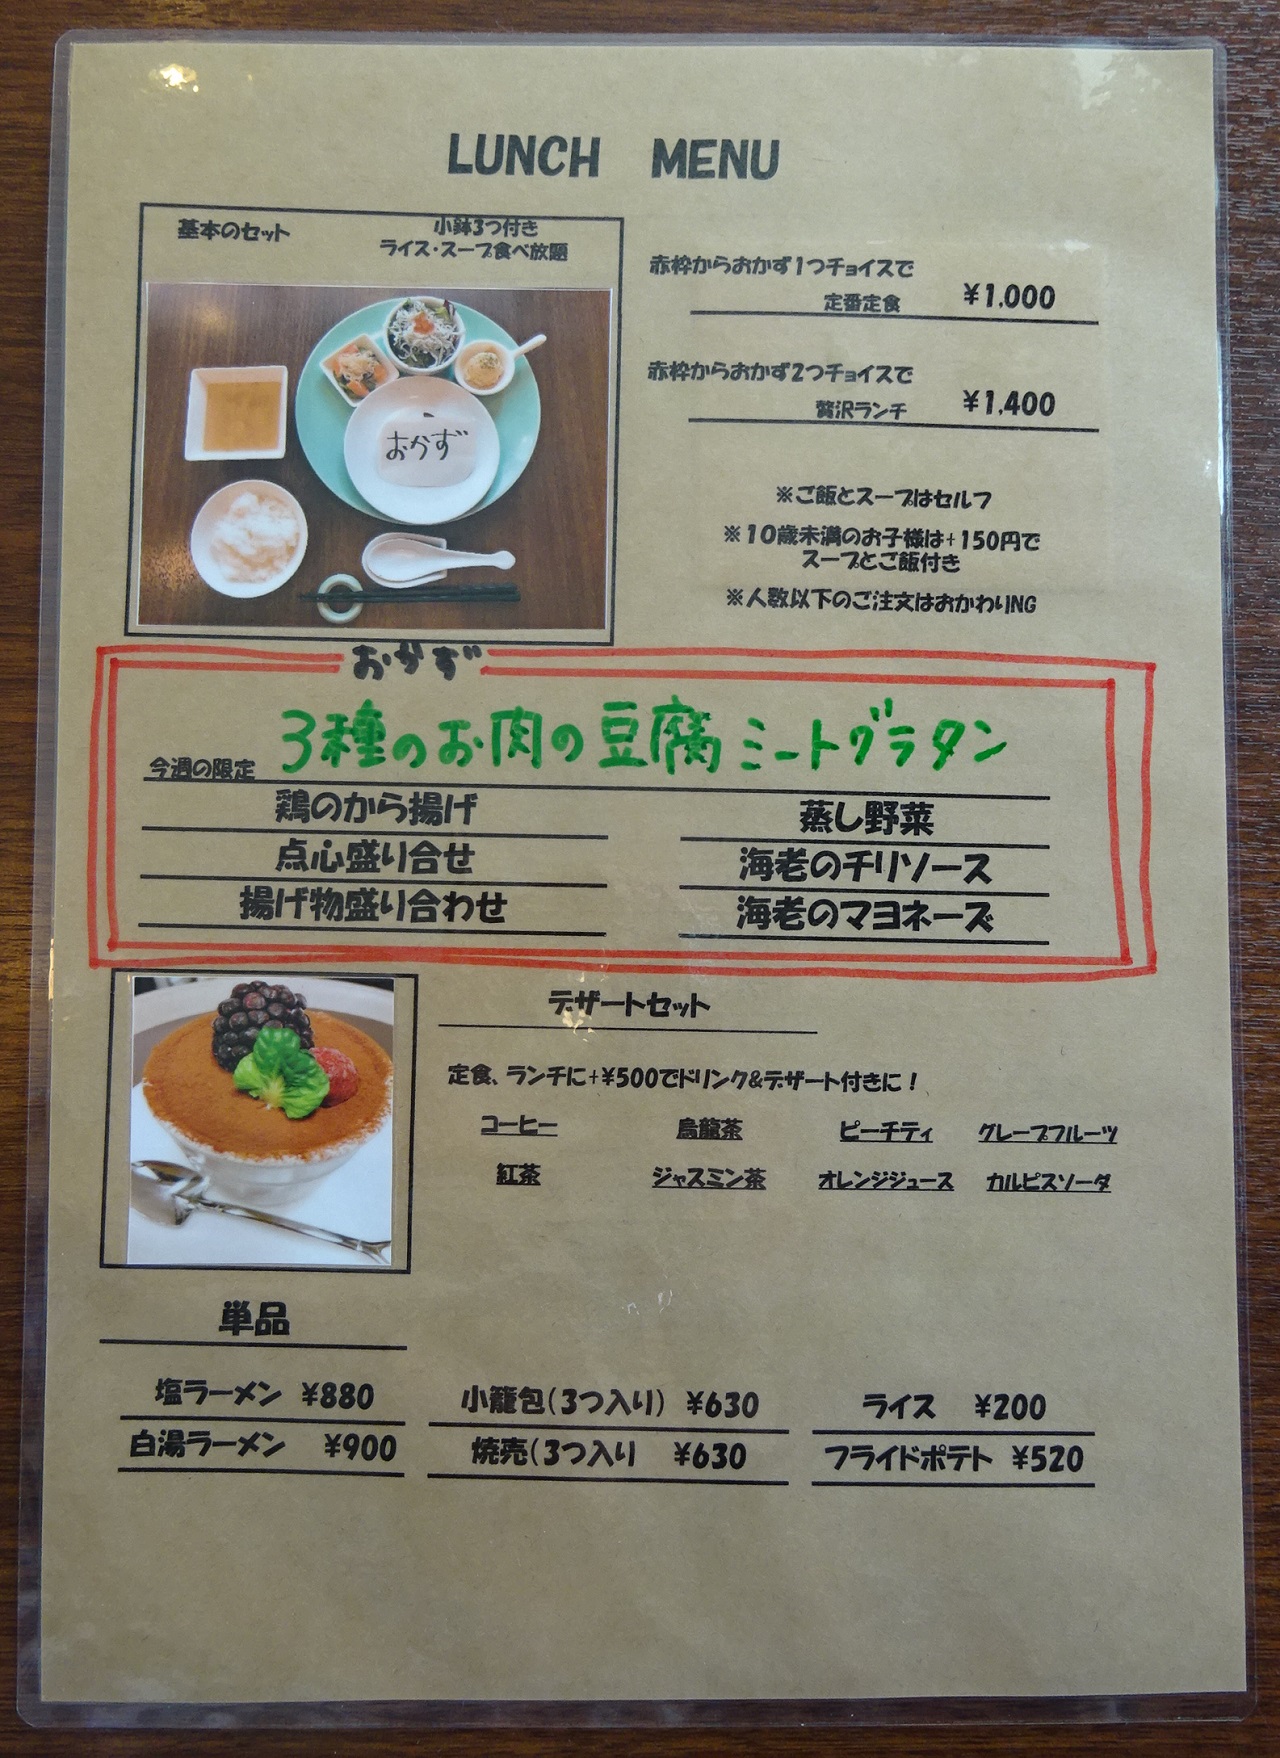 LUNCH MENU
基本のセット
小鉢3つ付き
ライス・スープ食べ放題
おかず
赤枠からおかず1つチョイスで
定番定食 ¥1,000
赤枠からおかず2つチョイスで
贅沢ランチ ¥1,400
※ご飯とスープはセルフ
※10歳未満のお子様は+150円で
スープとご飯付き
※人数以下のご注文はおかわりNG
おかず
今週の限定 3種のお肉の豆腐ミートグラタン
鶏のから揚げ 蒸し野菜
点心盛り合せ 海老のチリソース
揚げ物盛り合わせ 海老のマヨネーズ
デザートセット
定食、ランチに+¥500でドリンク&デザート付きに!
コーヒー 烏龍茶 ピーチティ グレープフルーツ
紅茶 ジャスミン茶 オレンジジュース カルピスソーダ
単品
塩ラーメン ¥880 小籠包(3つ入り) ¥630 ライス ¥200
白湯ラーメン ¥900 焼売(3つ入り ¥630 フライドポテト ¥520